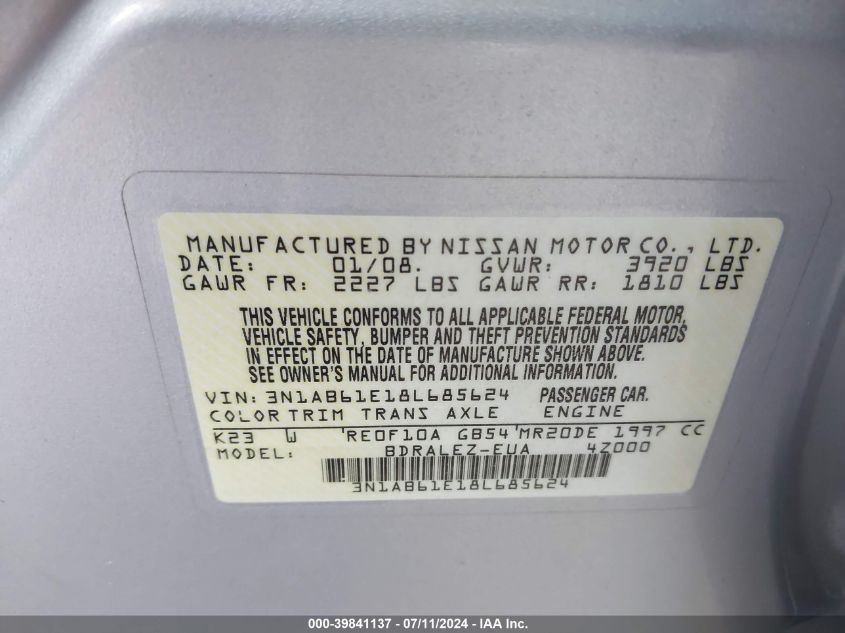 MANUFACTURED BY NISSAN MOTOR CO., LTD.
DATE: 01/08. GVWR: 3920 LBS
GAWR FR: 2227 LBS GAWR RR: 1810 LBS
THIS VEHICLE CONFORMS TO ALL APPLICABLE FEDERAL MOTOR,
VEHICLE SAFETY, BUMPER AND THEFT PREVENTION STANDARDS
IN EFFECT ON THE DATE OF MANUFACTURE SHOWN ABOVE.
SEE OWNER'S MANUAL FOR ADDITIONAL INFORMATION.
VIN: 3N1AB61E18L685624 PASSENGER CAR.
COLOR TRIM TRANS AXLE ENGINE
K23 W RE0F10A GB54 MR20DE 1997 CC
MODEL: BDRALEZ-EUA 4Z000
3N1AB61E18L685624
000-39841137 - 07/11/2024 - IAAI.com